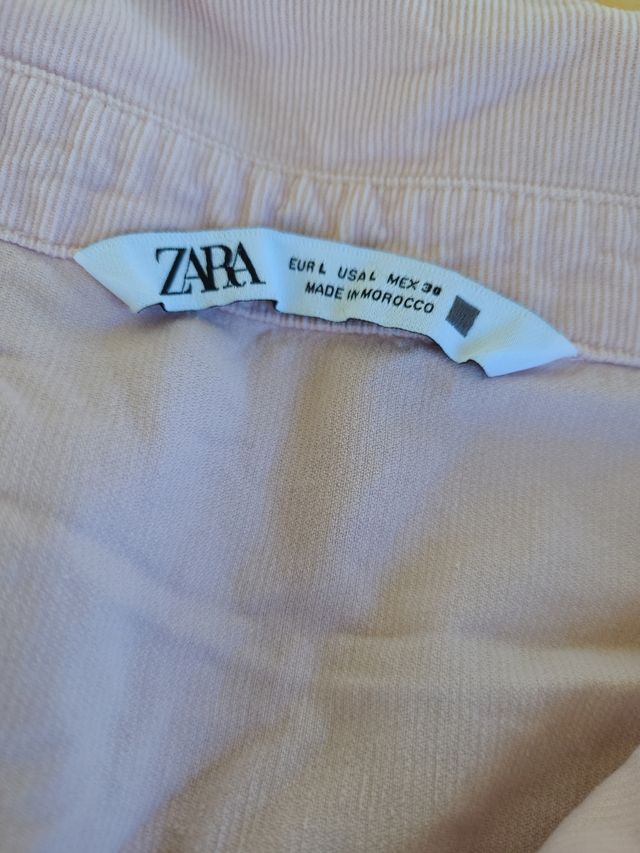 ZARA
EUR L USA L MEX 30
MADE IN MOROCCO